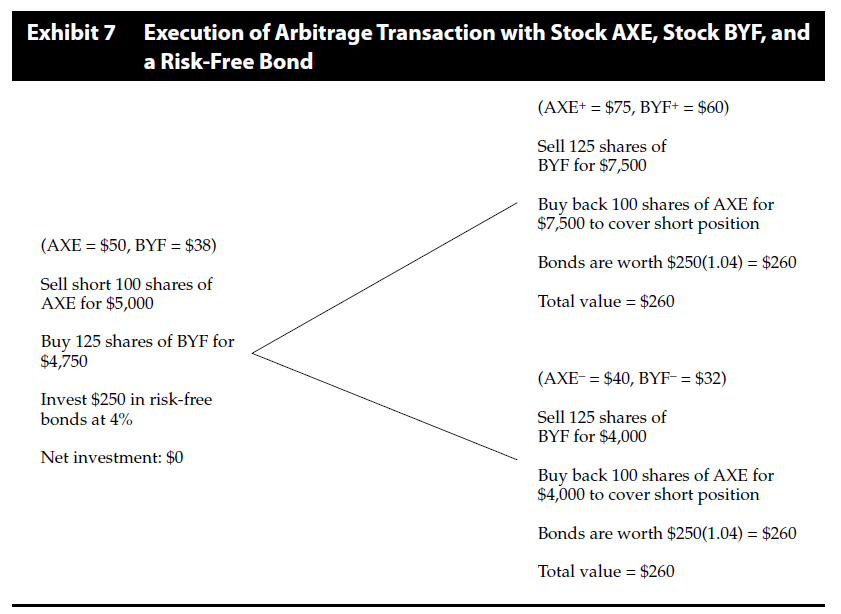 Exhibit 7 Execution of Arbitrage Transaction with Stock AXE, Stock BYF, and
a Risk-Free Bond
(AXE = $50, BYF = $38)
Sell short 100 shares of
AXE for $5,000
Buy 125 shares of BYF for
$4,750
Invest $250 in risk-free
bonds at 4%
Net investment: $0
(AXE+ = $75, BYF+ = $60)
Sell 125 shares of
BYF for $7,500
Buy back 100 shares of AXE for
$7,500 to cover short position
Bonds are worth $250(1.04) = $260
Total value = $260
(AXE− = $40, BYF− = $32)
Sell 125 shares of
BYF for $4,000
Buy back 100 shares of AXE for
$4,000 to cover short position
Bonds are worth $250(1.04) = $260
Total value = $260